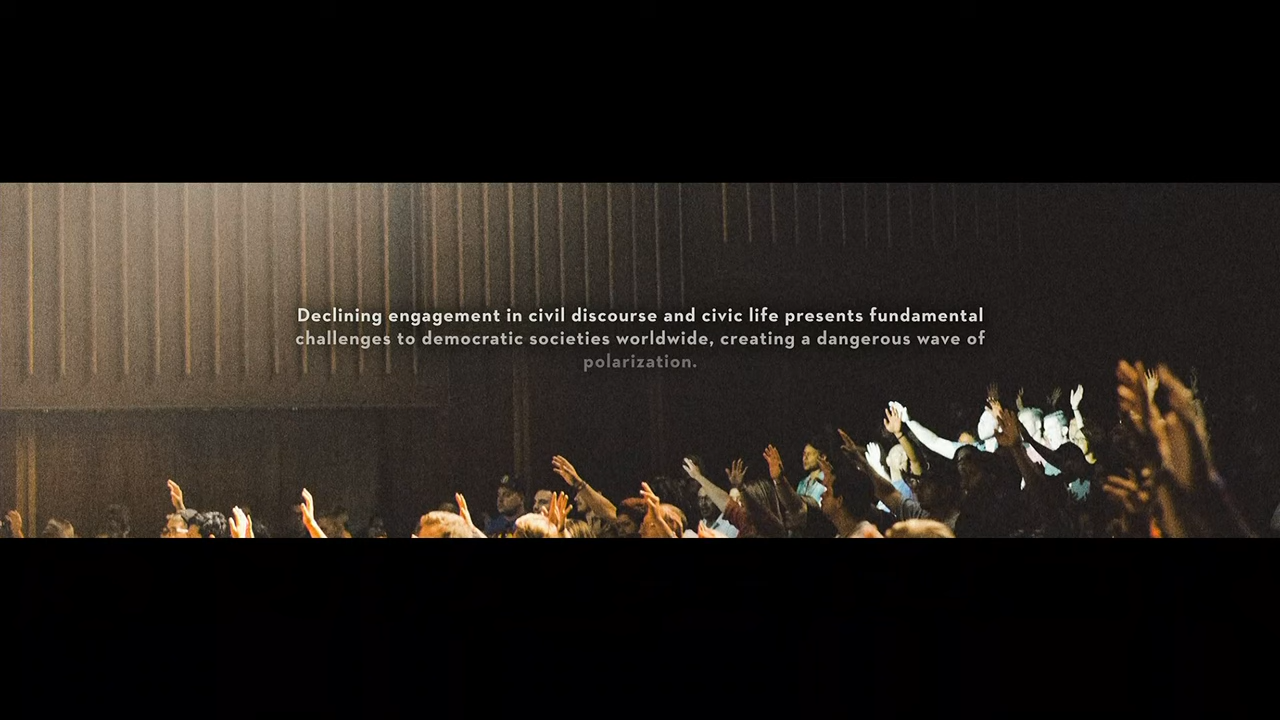 Declining engagement in civil discourse and civic life presents fundamental
challenges to democratic societies worldwide, creating a dangerous wave of
polarization.